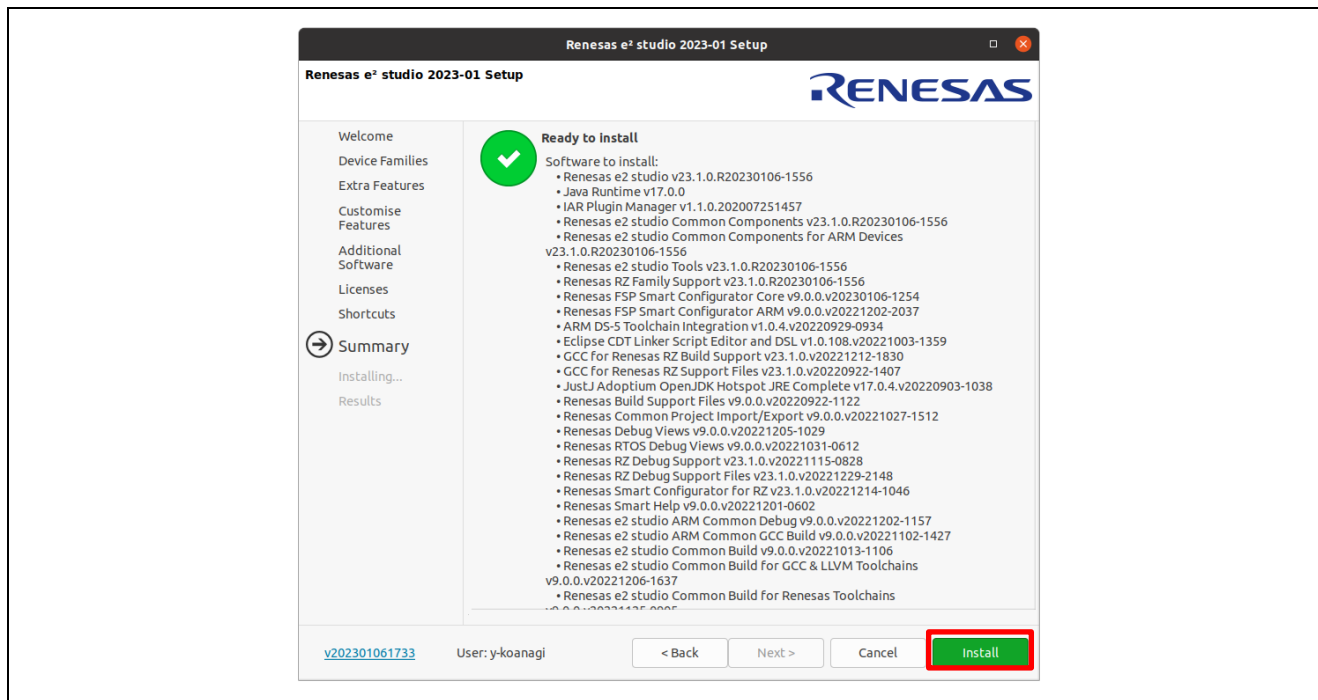 Renesas e² studio 2023-01 Setup
Renesas e² studio 2023-01 Setup
RENESAS
Welcome
Device Families
Extra Features
Customise
Features
Additional
Software
Licenses
Shortcuts
Summary
Installing...
Results
Ready to install
Software to install:
• Renesas e2 studio v23.1.0.R20230106-1556
• Java Runtime v17.0.0
• IAR Plugin Manager v1.1.0.202007251457
• Renesas e2 studio Common Components v23.1.0.R20230106-1556
• Renesas e2 studio Common Components for ARM Devices
v23.1.0.R20230106-1556
• Renesas e2 studio Tools v23.1.0.R20230106-1556
• Renesas RZ Family Support v23.1.0.R20230106-1556
• Renesas FSP Smart Configurator Core v9.0.0.v20230106-1254
• Renesas FSP Smart Configurator ARM v9.0.0.v20221202-2037
• ARM DS-5 Toolchain Integration v1.0.4.v20220929-0934
• Eclipse CDT Linker Script Editor and DSL v1.0.108.v20221003-1359
• GCC for Renesas RZ Build Support v23.1.0.v20221212-1830
• GCC for Renesas RZ Support Files v23.1.0.v20220922-1407
• JustJ Adoptium OpenJDK Hotspot JRE Complete v17.0.4.v20220903-1038
• Renesas Build Support Files v9.0.0.v20220922-1122
• Renesas Common Project Import/Export v9.0.0.v20221027-1512
• Renesas Debug Views v9.0.0.v20221205-1029
• Renesas RTOS Debug Views v9.0.0.v20221031-0612
• Renesas RZ Debug Support v23.1.0.v20221115-0828
• Renesas RZ Debug Support Files v23.1.0.v20221229-2148
• Renesas Smart Configurator for RZ v23.1.0.v20221214-1046
• Renesas Smart Help v9.0.0.v20221201-0602
• Renesas e2 studio ARM Common Debug v9.0.0.v20221202-1157
• Renesas e2 studio ARM Common GCC Build v9.0.0.v20221102-1427
• Renesas e2 studio Common Build v9.0.0.v20221013-1106
• Renesas e2 studio Common Build for GCC & LLVM Toolchains
v9.0.0.v20221206-1637
• Renesas e2 studio Common Build for Renesas Toolchains
v202301061733
User: y-koanagi
< Back
Next >
Cancel
Install